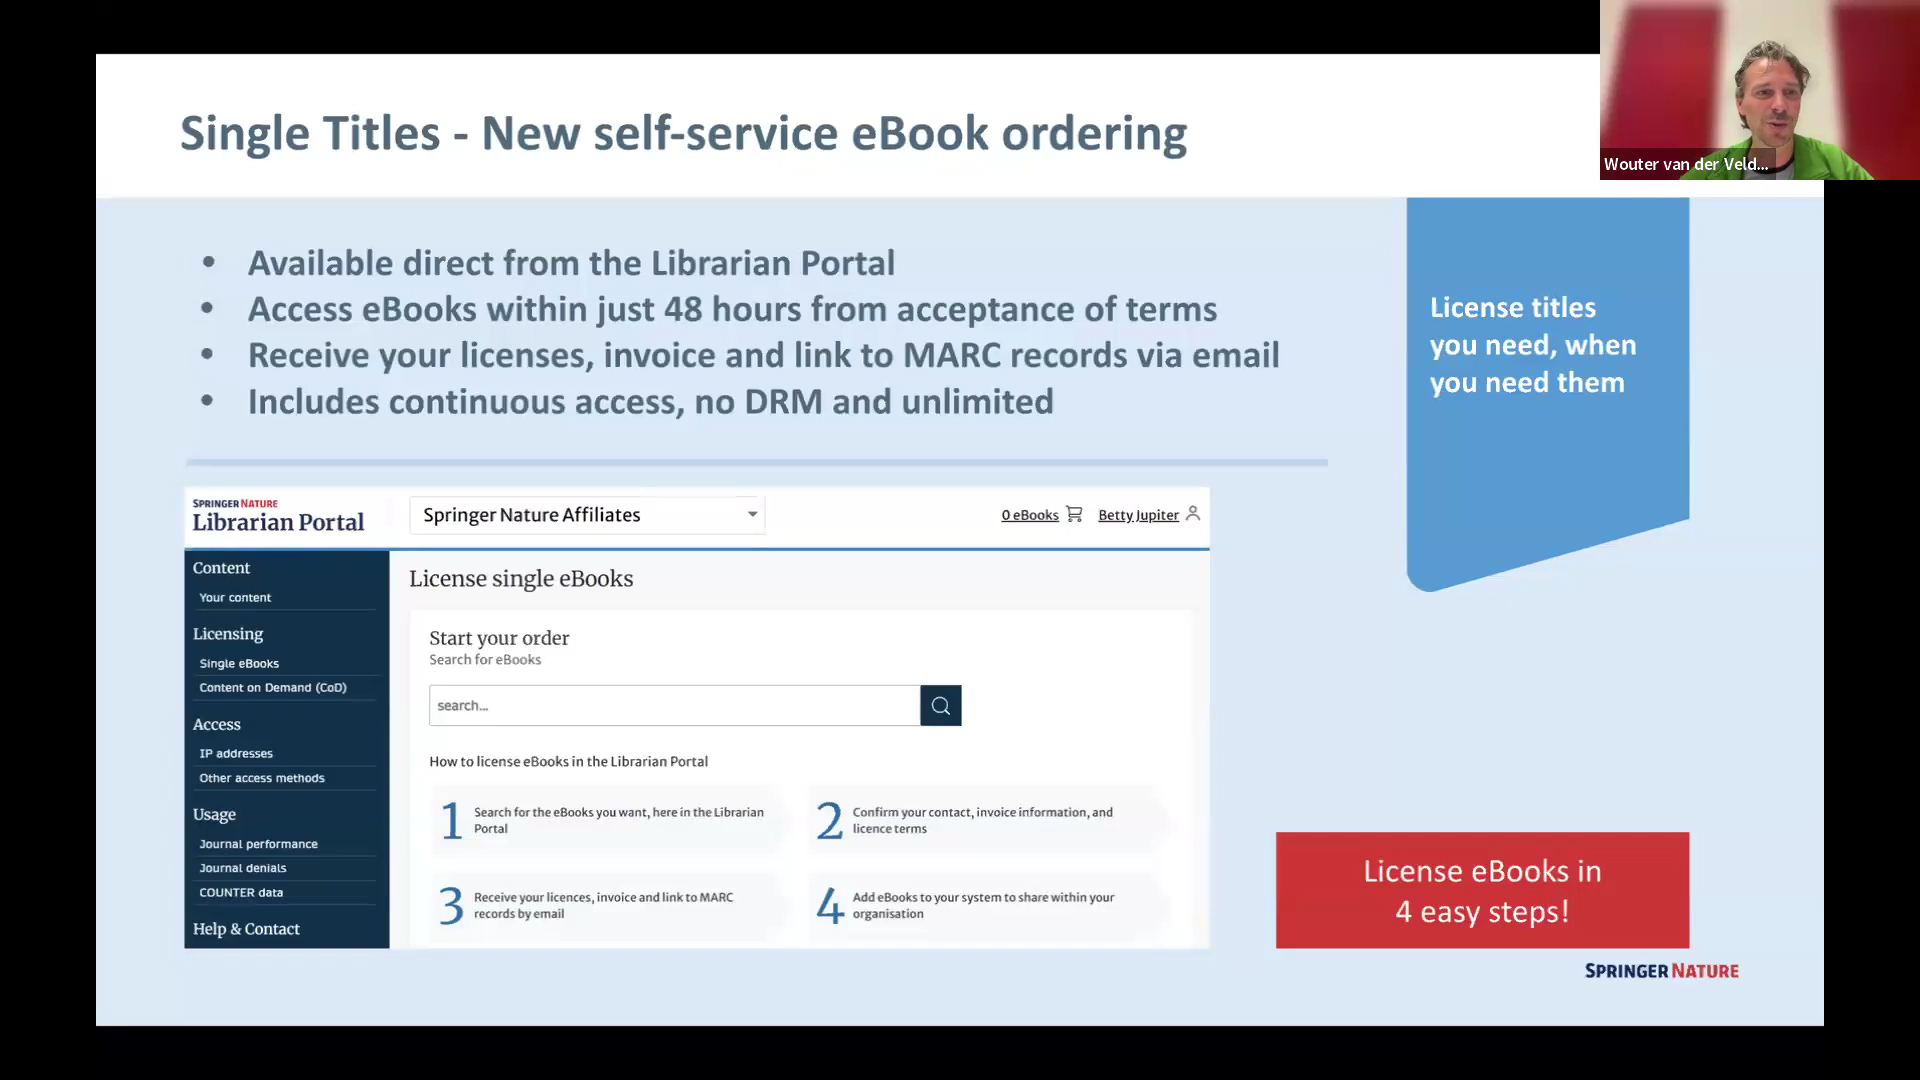 Single Titles - New self-service eBook ordering
Wouter van der Veld...
• Available direct from the Librarian Portal
• Access eBooks within just 48 hours from acceptance of terms
• Receive your licenses, invoice and link to MARC records via email
• Includes continuous access, no DRM and unlimited
License titles
you need, when
you need them
SPRINGER NATURE
Librarian Portal
Springer Nature Affiliates
0 eBooks
Betty Jupiter
Content
Your content
Licensing
Single eBooks
Content on Demand (CoD)
Access
IP addresses
Other access methods
Usage
Journal performance
Journal denials
COUNTER data
Help & Contact
License single eBooks
Start your order
Search for eBooks
search...
How to license eBooks in the Librarian Portal
1 Search for the eBooks you want, here in the Librarian
Portal
2 Confirm your contact, invoice information, and
licence terms
3 Receive your licences, invoice and link to MARC
records by email
4 Add eBooks to your system to share within your
organisation
License eBooks in
4 easy steps!
SPRINGER NATURE